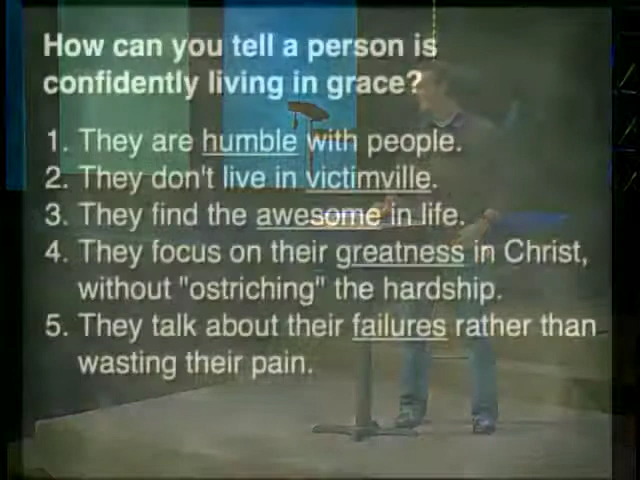 How can you tell a person is
confidently living in grace?
1. They are humble with people.
2. They don't live in victimville.
3. They find the awesome in life.
4. They focus on their greatness in Christ,
without "ostriching" the hardship.
5. They talk about their failures rather than
wasting their pain.